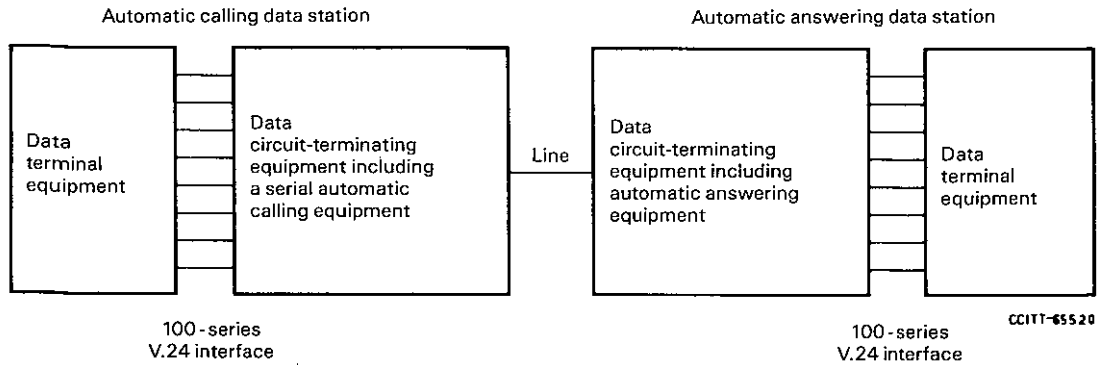 Automatic calling data station
Automatic answering data station
Data
terminal
equipment
Data
circuit-terminating
equipment including
a serial automatic
calling equipment
Line
Data
circuit-terminating
equipment including
automatic answering
equipment
Data
terminal
equipment
100-series
V.24 interface
100-series
V.24 interface
CCITT-65520